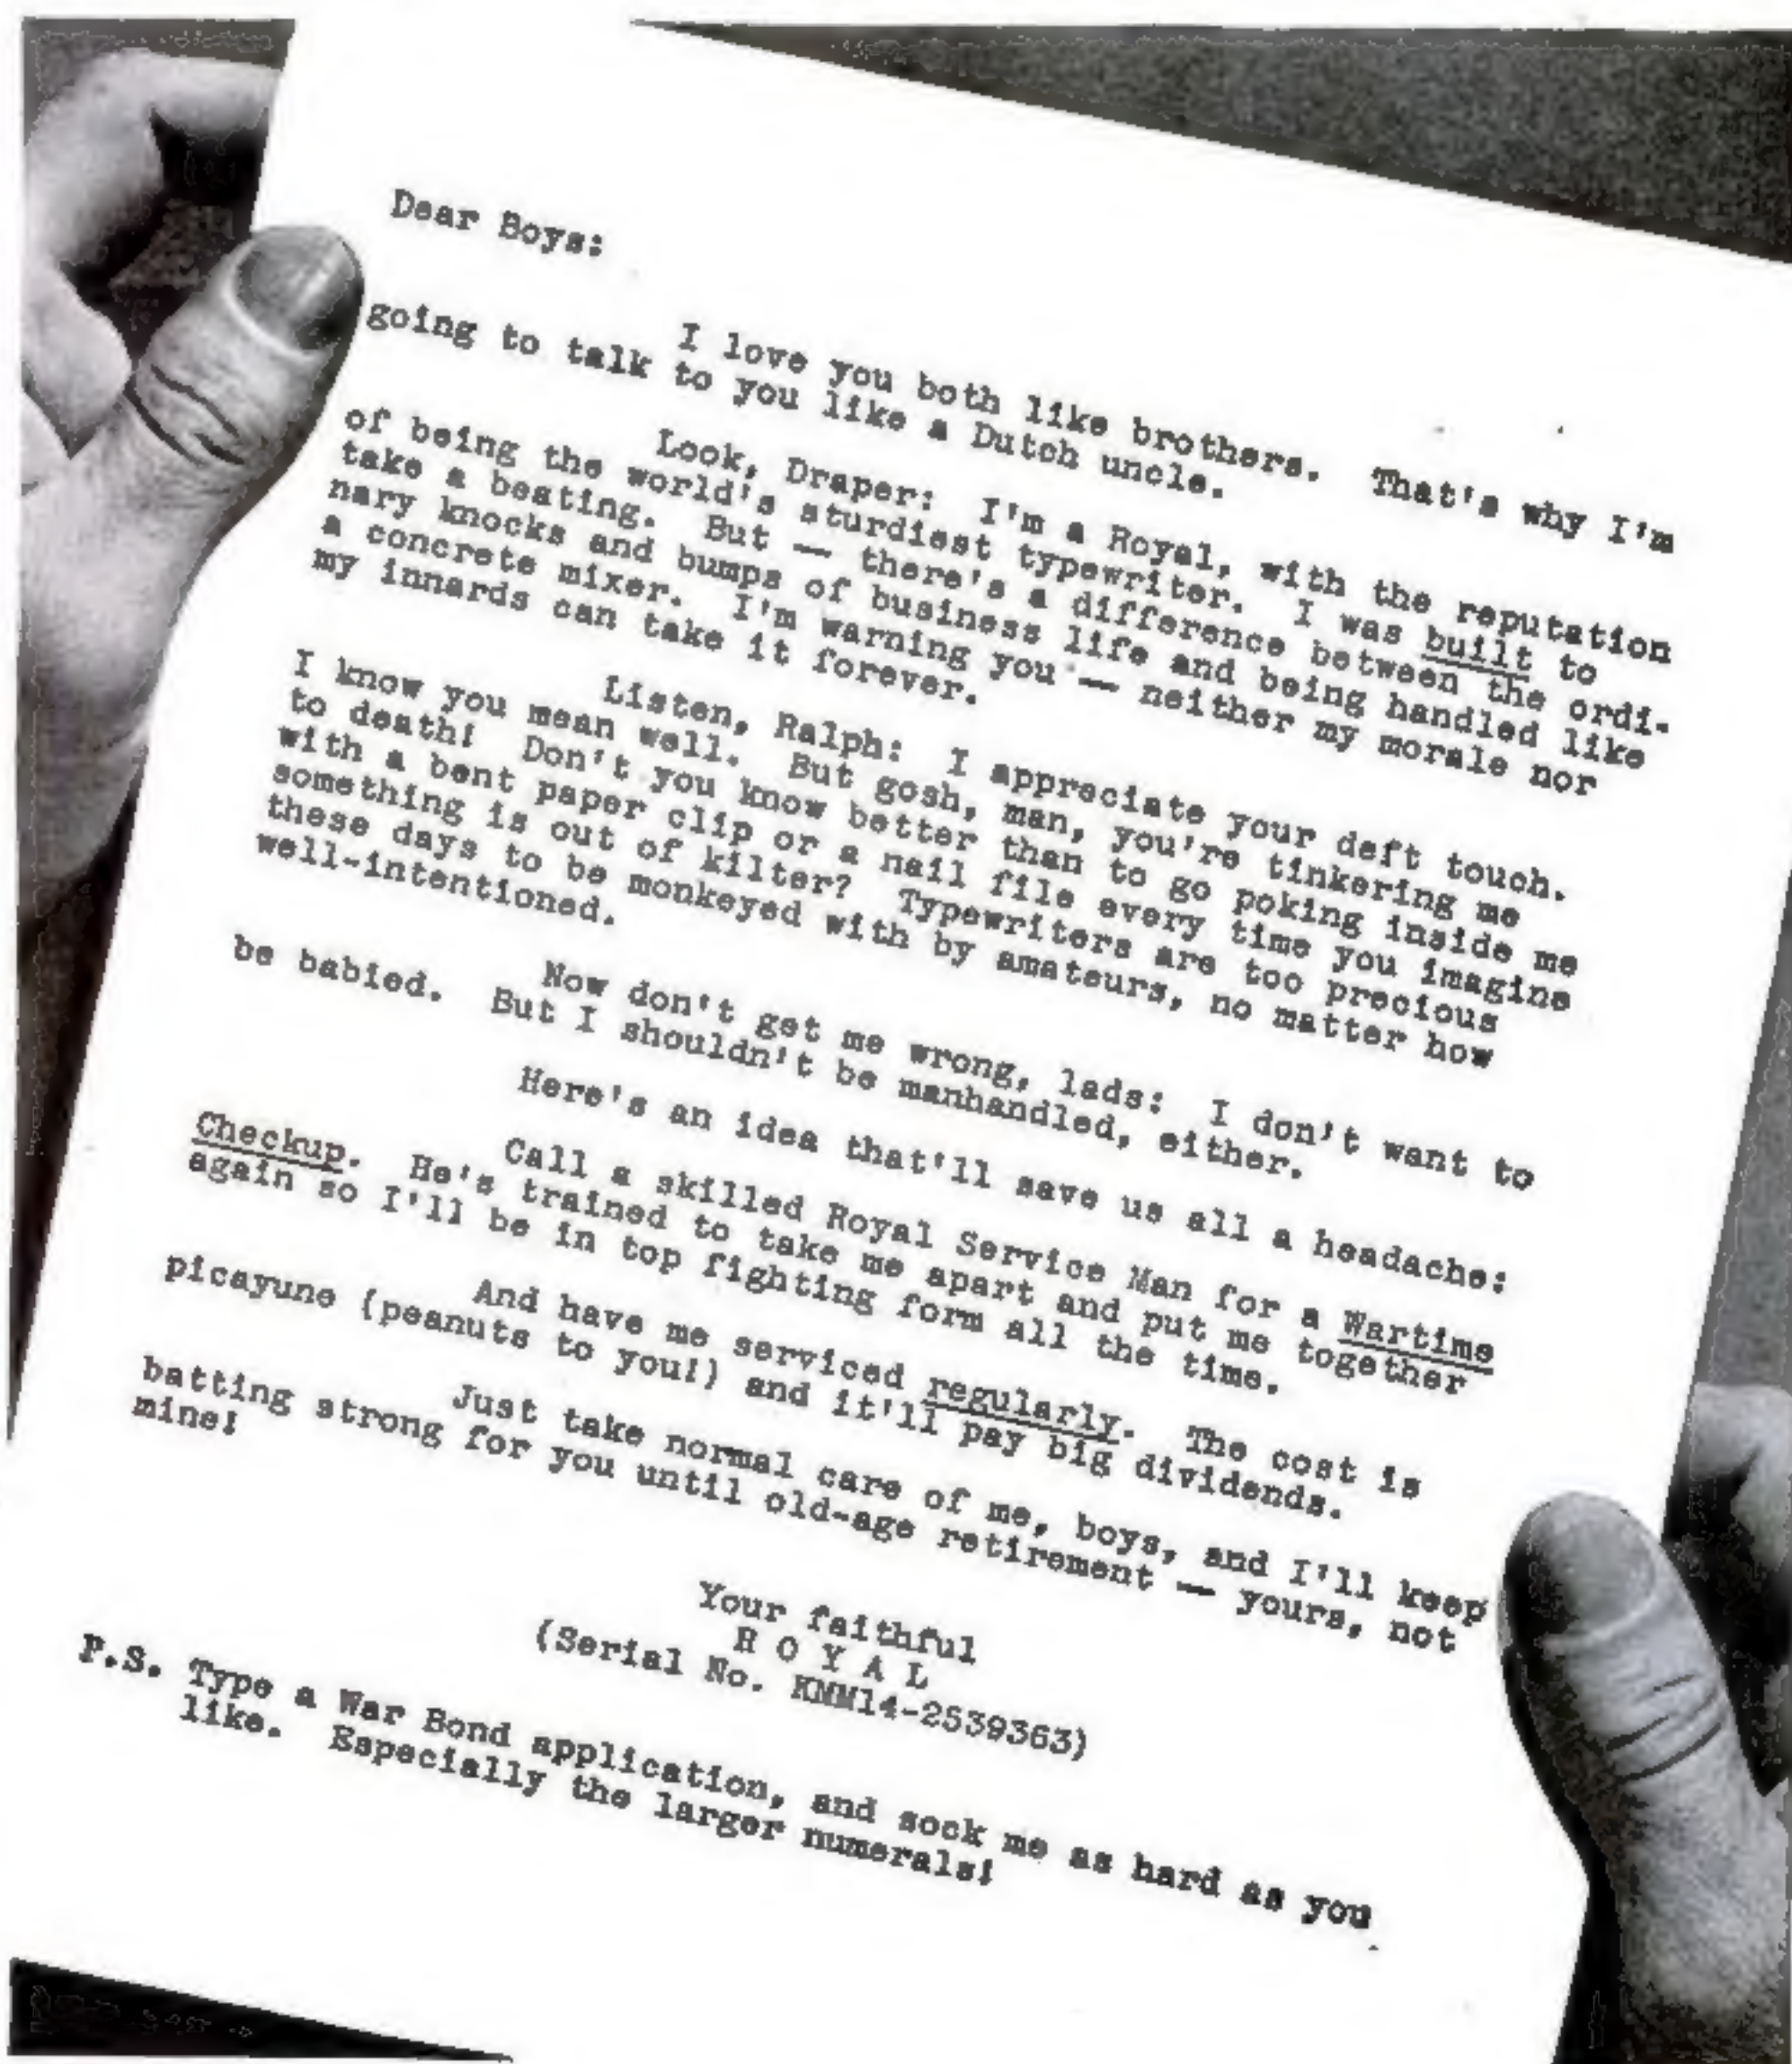 Dear Boys:
I love you both like brothers. That's why I'm
going to talk to you like a Dutch uncle.
Look, Draper: I'm a Royal, with the reputation
of being the world's sturdiest typewriter. I was built to
take a beating. But — there's a difference between the ordi-
nary knocks and bumps of business life and being handled like
a concrete mixer. I'm warning you — neither my morale nor
my innards can take it forever.
Listen, Ralph: I appreciate your deft touch.
I know you mean well. But gosh, man, you're tinkering me
to death! Don't you know better than to go poking inside me
with a bent paper clip or a nail file every time you imagine
something is out of kilter? Typewriters are too precious
these days to be monkeyed with by amateurs, no matter how
well-intentioned.
Now don't get me wrong, lads: I don't want to
be babied. But I shouldn't be manhandled, either.
Here's an idea that'll save us all a headache:
Call a skilled Royal Service Man for a Wartime
Checkup. He's trained to take me apart and put me together
again so I'll be in top fighting form all the time.
And have me serviced regularly. The cost is
picayune (peanuts to you!) and it'll pay big dividends.
Just take normal care of me, boys, and I'll keep
batting strong for you until old-age retirement — yours, not
mine!
Your faithful
R O Y A L
(Serial No. KMM14-2539363)
P.S. Type a War Bond application, and sock me as hard as you
like. Especially the larger numerals!